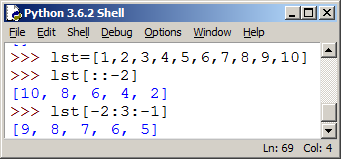 Python 3.6.2 Shell
File Edit Shell Debug Options Window Help
>>> lst=[1,2,3,4,5,6,7,8,9,10]
>>> lst[::-2]
[10, 8, 6, 4, 2]
>>> lst[-2:3:-1]
[9, 8, 7, 6, 5]
Ln: 69 Col: 4